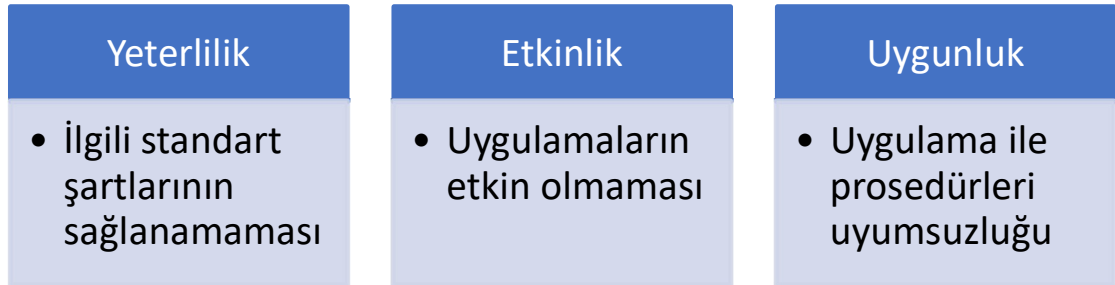 Yeterlilik
• İlgili standart
şartlarının
sağlanamaması
Etkinlik
• Uygulamaların
etkin olmaması
Uygunluk
• Uygulama ile
prosedürleri
uyumsuzluğu